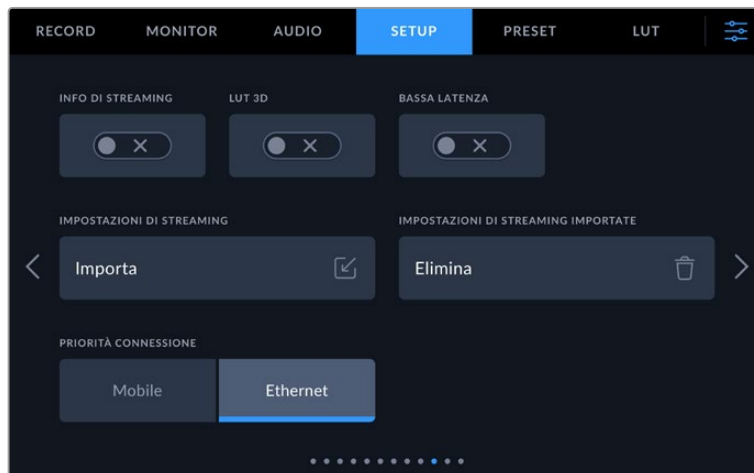 RECORD MONITOR AUDIO SETUP PRESET LUT
INFO DI STREAMING LUT 3D BASSA LATENZA
IMPOSTAZIONI DI STREAMING IMPOSTAZIONI DI STREAMING IMPORTATE
Importa Elimina
PRIORITÀ CONNESSIONE
Mobile Ethernet